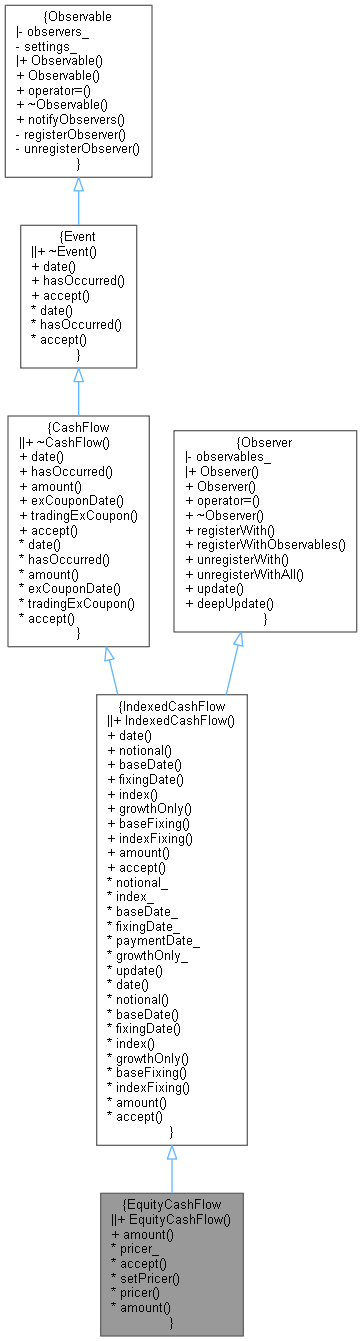 {Observable
|- observers_
- settings_
|+ Observable()
+ Observable()
+ operator=()
+ ~Observable()
+ notifyObservers()
- registerObserver()
- unregisterObserver()
}
{Event
||+ ~Event()
+ date()
+ hasOccurred()
+ accept()
* date()
* hasOccurred()
* accept()
}
{CashFlow
||+ ~CashFlow()
+ date()
+ hasOccurred()
+ amount()
+ exCouponDate()
+ tradingExCoupon()
+ accept()
* date()
* hasOccurred()
* amount()
* exCouponDate()
* tradingExCoupon()
* accept()
}
{Observer
|- observables_
|+ Observer()
+ Observer()
+ operator=()
+ ~Observer()
+ registerWith()
+ registerWithObservables()
+ unregisterWith()
+ unregisterWithAll()
+ update()
+ deepUpdate()
}
{IndexedCashFlow
||+ IndexedCashFlow()
+ date()
+ notional()
+ baseDate()
+ fixingDate()
+ index()
+ growthOnly()
+ baseFixing()
+ indexFixing()
+ amount()
+ accept()
* notional_
* index_
* baseDate_
* fixingDate_
* paymentDate_
* growthOnly_
* update()
* date()
* notional()
* baseDate()
* fixingDate()
* index()
* growthOnly()
* baseFixing()
* indexFixing()
* amount()
* accept()
}
{EquityCashFlow
||+ EquityCashFlow()
+ amount()
* pricer_
* accept()
* setPricer()
* pricer()
* amount()
}